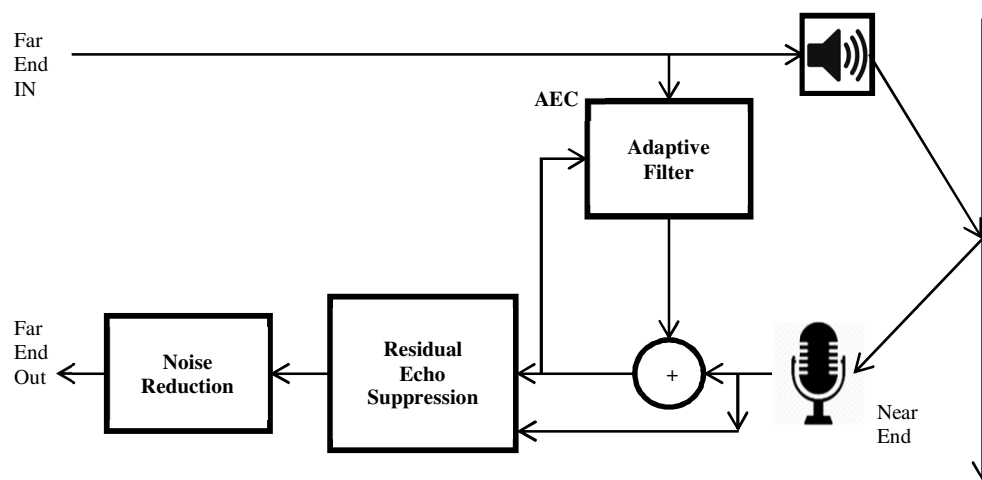 Far
End
IN
AEC
Adaptive
Filter
Far
End
Out
Noise
Reduction
Residual
Echo
Suppression
+
Near
End